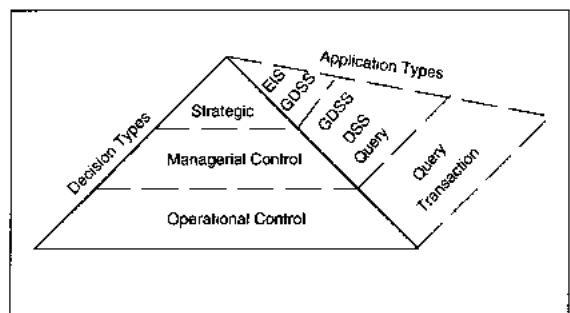 Application Types
EIS
GDSS
Strategic
GDSS
DSS
Query
Decision Types
Managerial Control
Query
Transaction
Operational Control